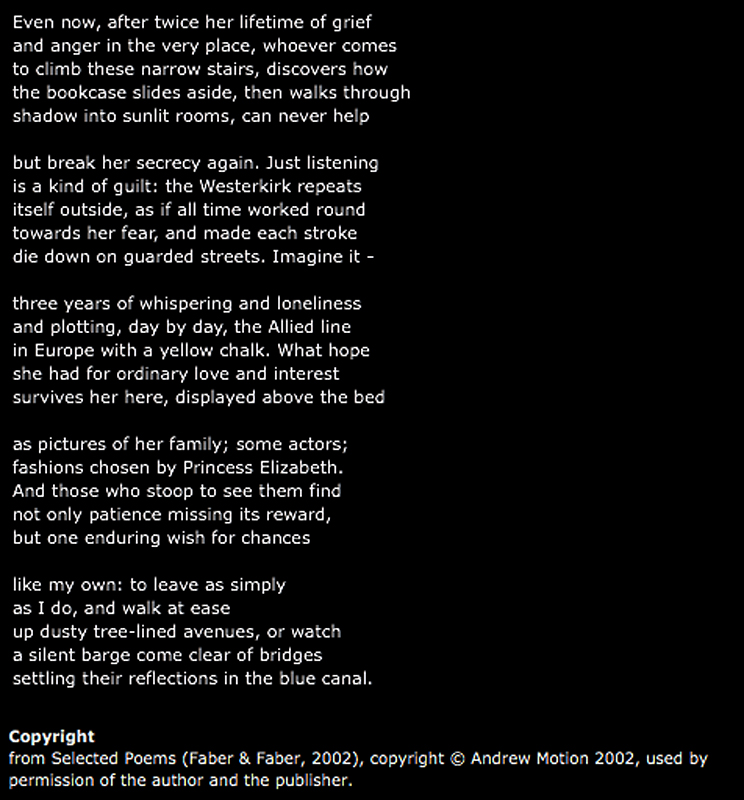 Even now, after twice her lifetime of grief
and anger in the very place, whoever comes
to climb these narrow stairs, discovers how
the bookcase slides aside, then walks through
shadow into sunlit rooms, can never help

but break her secrecy again. Just listening
is a kind of guilt: the Westerkirk repeats
itself outside, as if all time worked round
towards her fear, and made each stroke
die down on guarded streets. Imagine it -

three years of whispering and loneliness
and plotting, day by day, the Allied line
in Europe with a yellow chalk. What hope
she had for ordinary love and interest
survives her here, displayed above the bed

as pictures of her family; some actors;
fashions chosen by Princess Elizabeth.
And those who stoop to see them find
not only patience missing its reward,
but one enduring wish for chances

like my own: to leave as simply
as I do, and walk at ease
up dusty tree-lined avenues, or watch
a silent barge come clear of bridges
settling their reflections in the blue canal.

Copyright
from Selected Poems (Faber & Faber, 2002), copyright © Andrew Motion 2002, used by
permission of the author and the publisher.